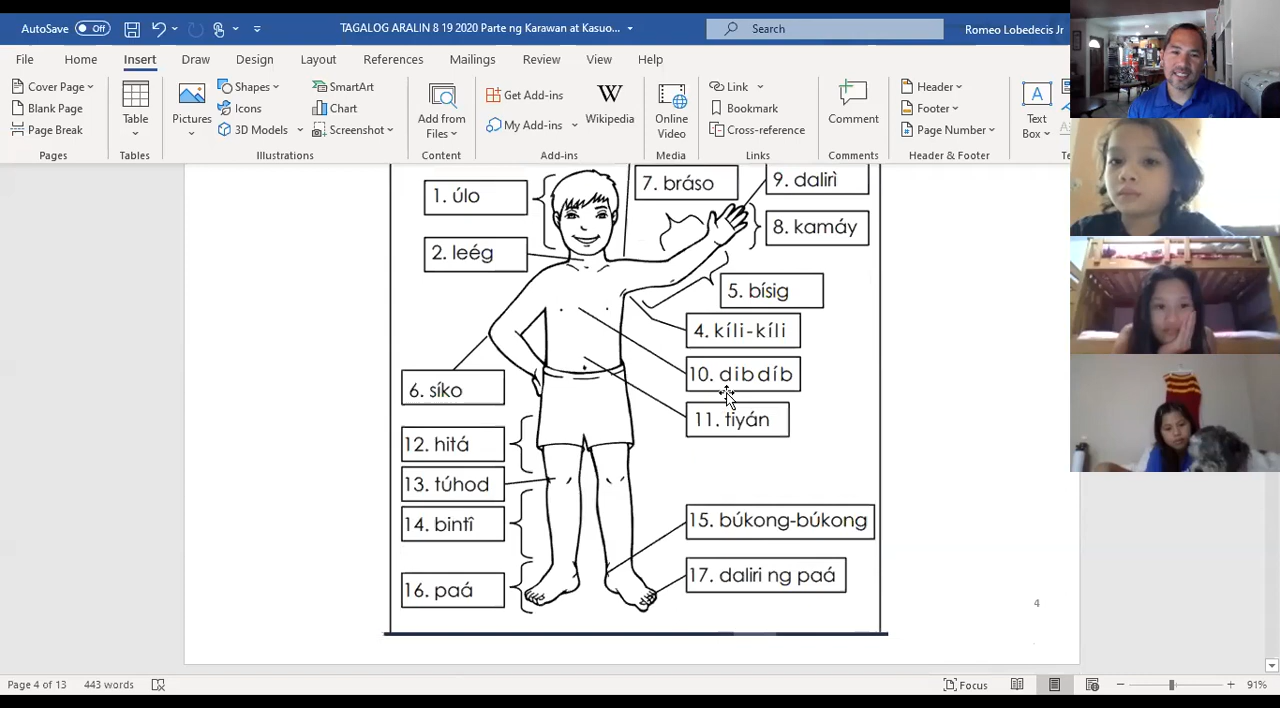 AutoSave Off
TAGALOG ARALIN 8 19 2020 Parte ng Karawan at Kasuo...
Search
Romeo Lobedecis Jr
File Home Insert Draw Design Layout References Mailings Review View Help
Cover Page
Blank Page
Page Break
Pages
Table
Tables
Pictures
Shapes
Icons
3D Models
SmartArt
Chart
Screenshot
Illustrations
Add from Files
Content
Get Add-ins
My Add-ins
Wikipedia
Add-ins
Online Video
Media
Link
Bookmark
Cross-reference
Links
Comment
Comments
Header
Footer
Page Number
Header & Footer
Text Box
1. úlo
7. bráso
9. dalirì
8. kamáy
2. leég
5. bísig
4. kíli-kíli
10. dibdíb
6. síko
11. tiyán
12. hitá
13. túhod
14. bintî
15. búkong-búkong
16. paá
17. daliri ng paá
4
Page 4 of 13
443 words
Focus
91%